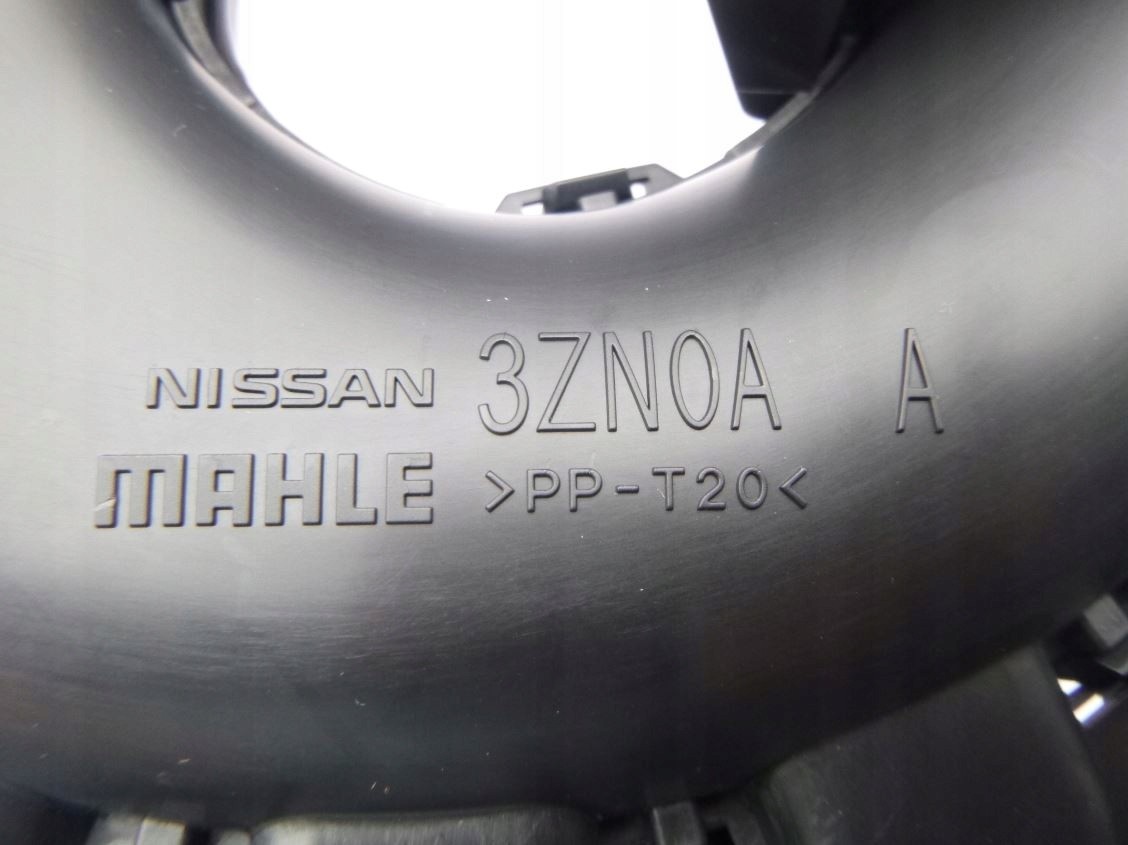 NISSAN 3ZN0A A
MAHLE >PP-T20<